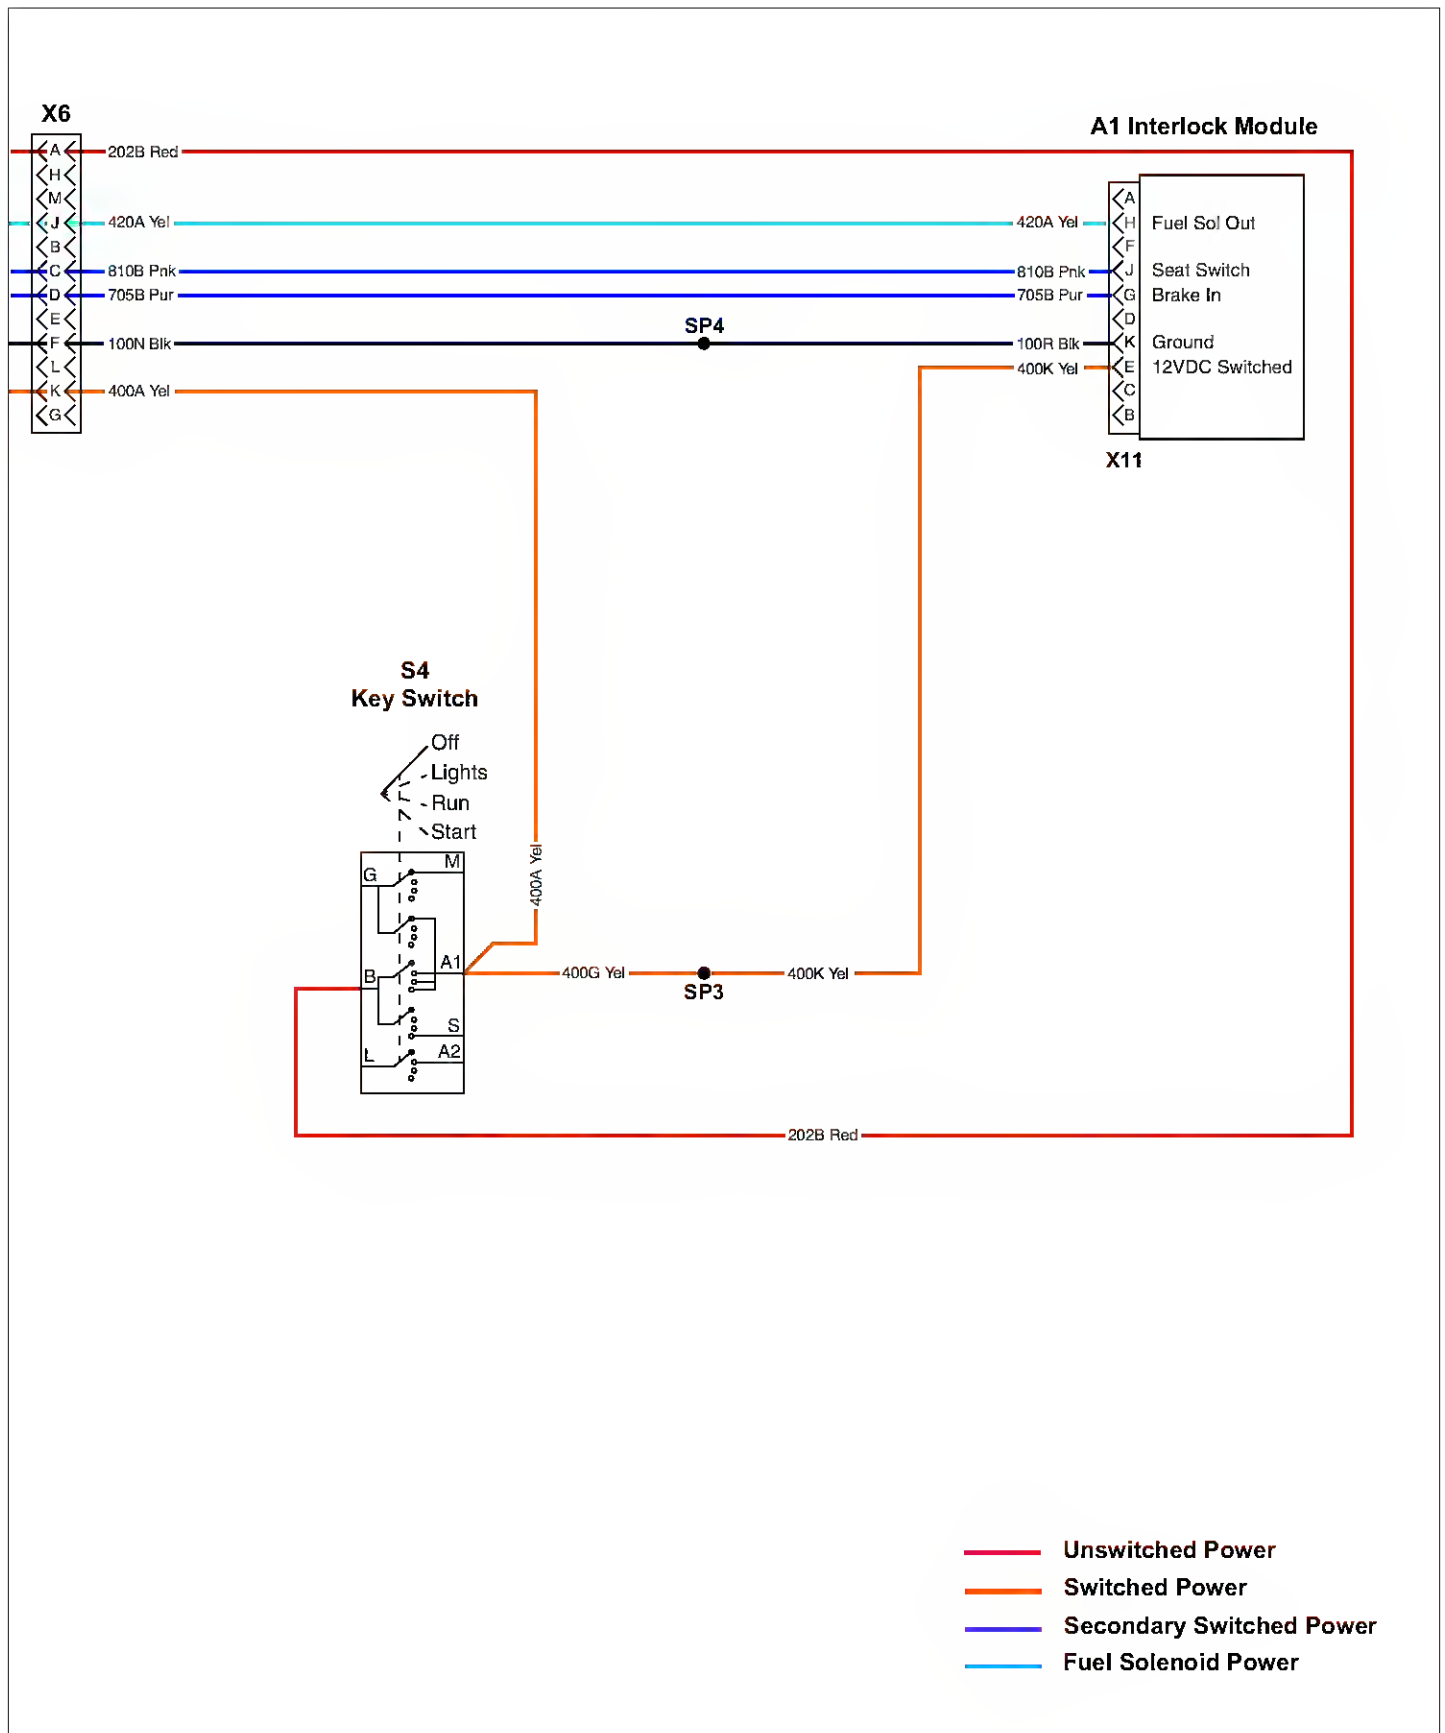 X6
A1 Interlock Module
A 202B Red
H
M
J 420A Yel
B
C 810B Pnk
D 705B Pur
E
F 100N Blk
L
K 400A Yel
G
SP4
A
420A Yel H Fuel Sol Out
F
810B Pnk J Seat Switch
705B Pur G Brake In
D
100R Blk K Ground
400K Yel E 12VDC Switched
C
B
X11
S4
Key Switch
Off
Lights
Run
Start
400A Yel
M
G
A1
B
S
L
A2
400G Yel
SP3
400K Yel
202B Red
Unswitched Power
Switched Power
Secondary Switched Power
Fuel Solenoid Power